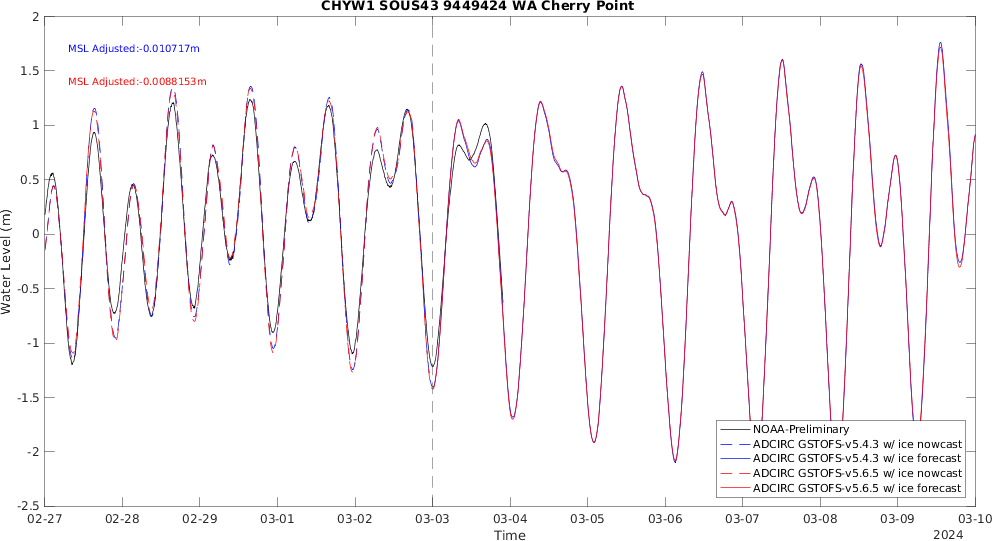 CHYW1 SOUS43 9449424 WA Cherry Point
2
1.5
1
0.5
0
-0.5
-1
-1.5
-2
-2.5
Water Level (m)
MSL Adjusted:-0.010717m
MSL Adjusted:-0.0088153m
NOAA-Preliminary
ADCIRC GSTOFS-v5.4.3 w/ ice nowcast
ADCIRC GSTOFS-v5.4.3 w/ ice forecast
ADCIRC GSTOFS-v5.6.5 w/ ice nowcast
ADCIRC GSTOFS-v5.6.5 w/ ice forecast
02-27 02-28 02-29 03-01 03-02 03-03 03-04 03-05 03-06 03-07 03-08 03-09 03-10
Time
2024